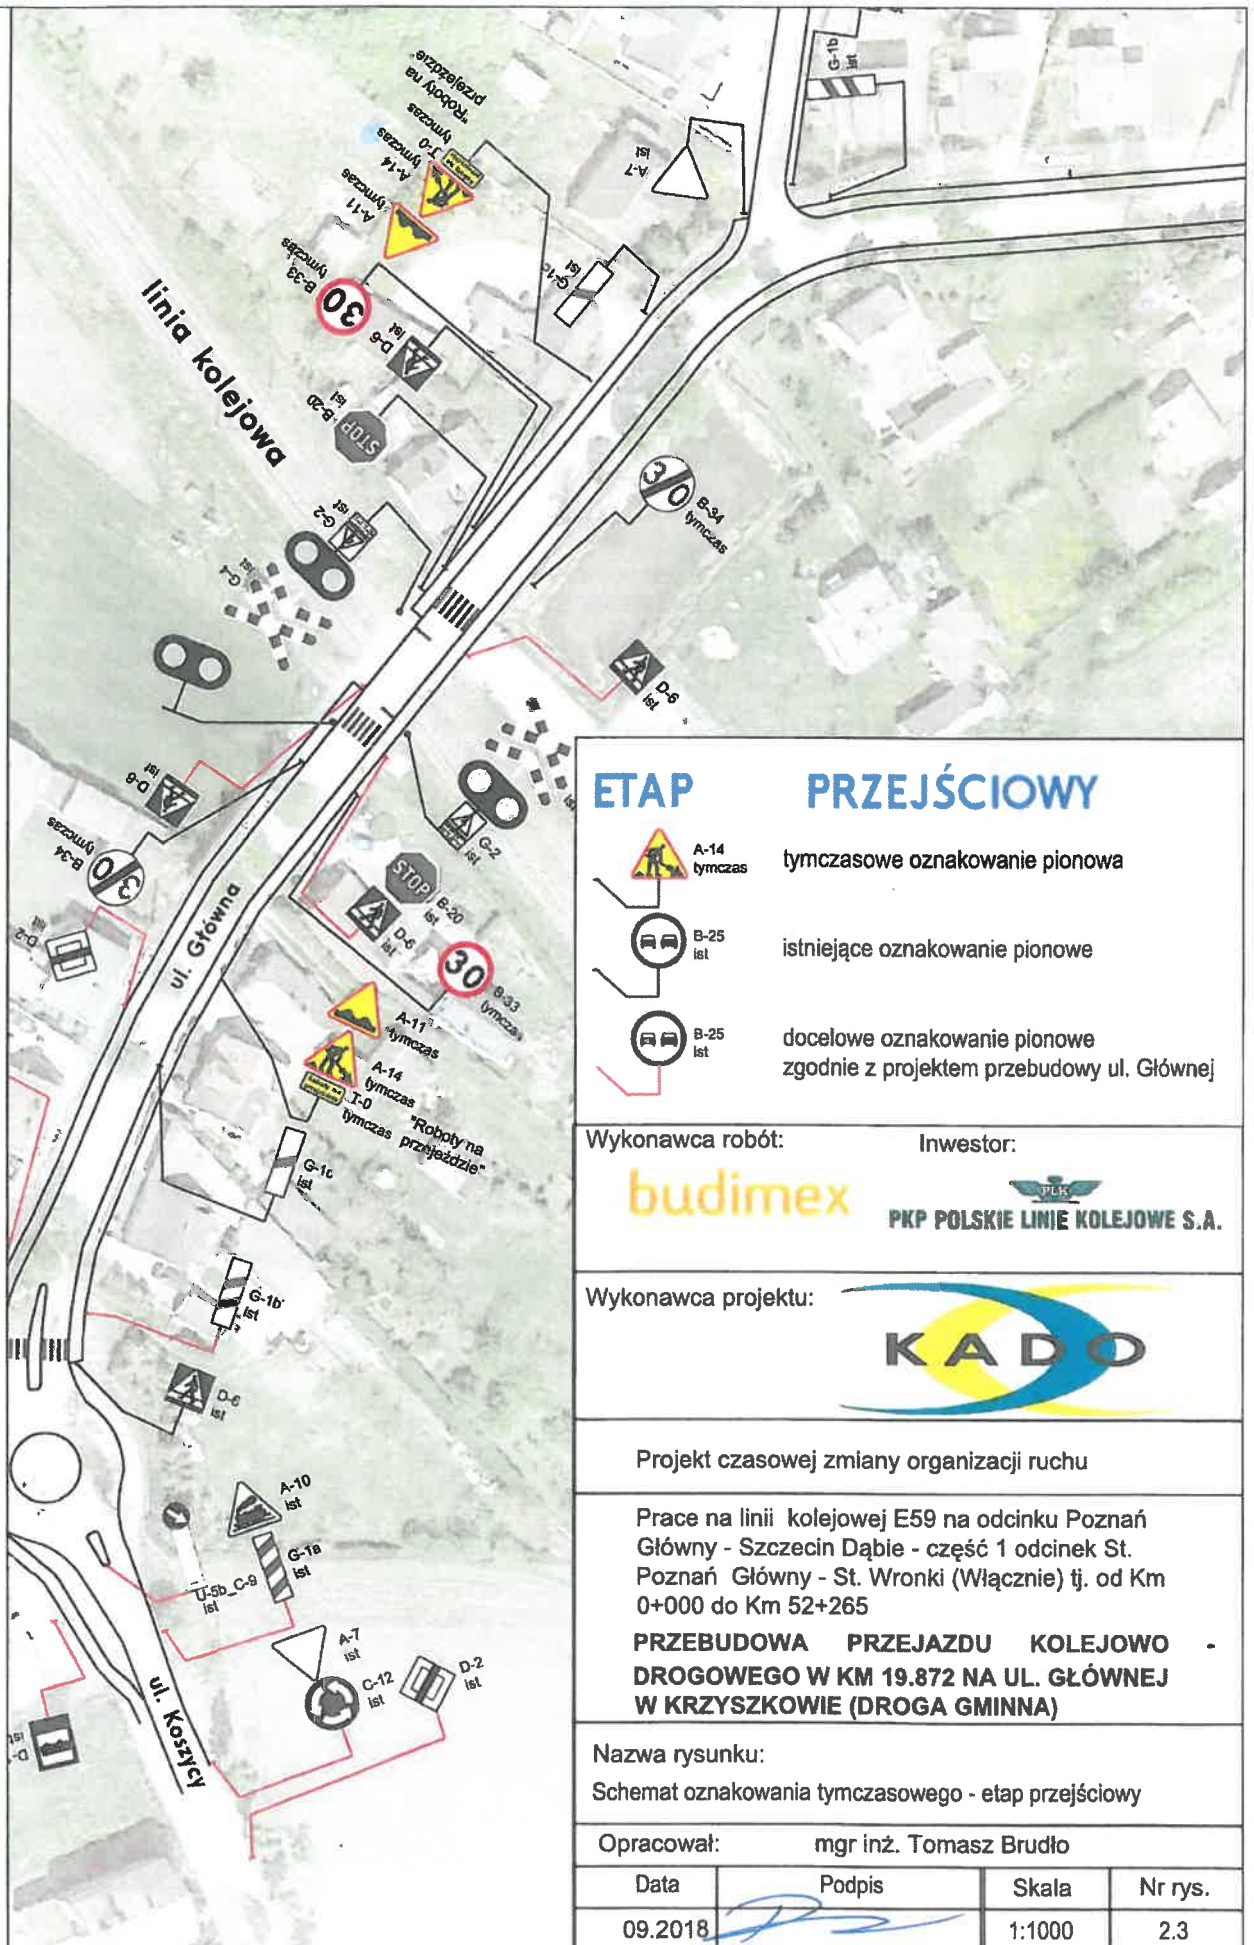 G-1b
ist
"Roboty na
przejeździe"
T-0
tymczas
A-14
tymczas
A-11
tymczas
B-33
tymczas
30
D-6
ist
B-20
ist
STOP
G-2
ist
G-4
ist
A-7
ist
G-1c
ist
linia kolejowa
30
B-34
tymczas
D-6
ist
D-6
ist
B-34
tymczas
30
D-2
ist
ul. Główna
G-2
ist
STOP
B-20
ist
D-6
ist
30
B-33
tymczas
A-11
tymczas
A-14
tymczas
T-0
tymczas
"Roboty na
przejeździe"
G-1c
ist
G-1b
ist
D-6
ist
A-10
ist
G-1a
ist
U-5b_C-9
ist
A-7
ist
C-12
ist
D-2
ist
ul. Koszycy
ETAP PRZEJŚCIOWY
A-14
tymczas
tymczasowe oznakowanie pionowa
B-25
ist
istniejące oznakowanie pionowe
B-25
ist
docelowe oznakowanie pionowe
zgodnie z projektem przebudowy ul. Głównej
Wykonawca robót: Inwestor:
budimex
PLK
PKP POLSKIE LINIE KOLEJOWE S.A.
Wykonawca projektu:
KADO
Projekt czasowej zmiany organizacji ruchu
Prace na linii kolejowej E59 na odcinku Poznań
Główny - Szczecin Dąbie - część 1 odcinek St.
Poznań Główny - St. Wronki (Włącznie) tj. od Km
0+000 do Km 52+265
PRZEBUDOWA PRZEJAZDU KOLEJOWO -
DROGOWEGO W KM 19.872 NA UL. GŁÓWNEJ
W KRZYSZKOWIE (DROGA GMINNA)
Nazwa rysunku:
Schemat oznakowania tymczasowego - etap przejściowy
Opracował: mgr inż. Tomasz Brudło
Data Podpis Skala Nr rys.
09.2018 1:1000 2.3